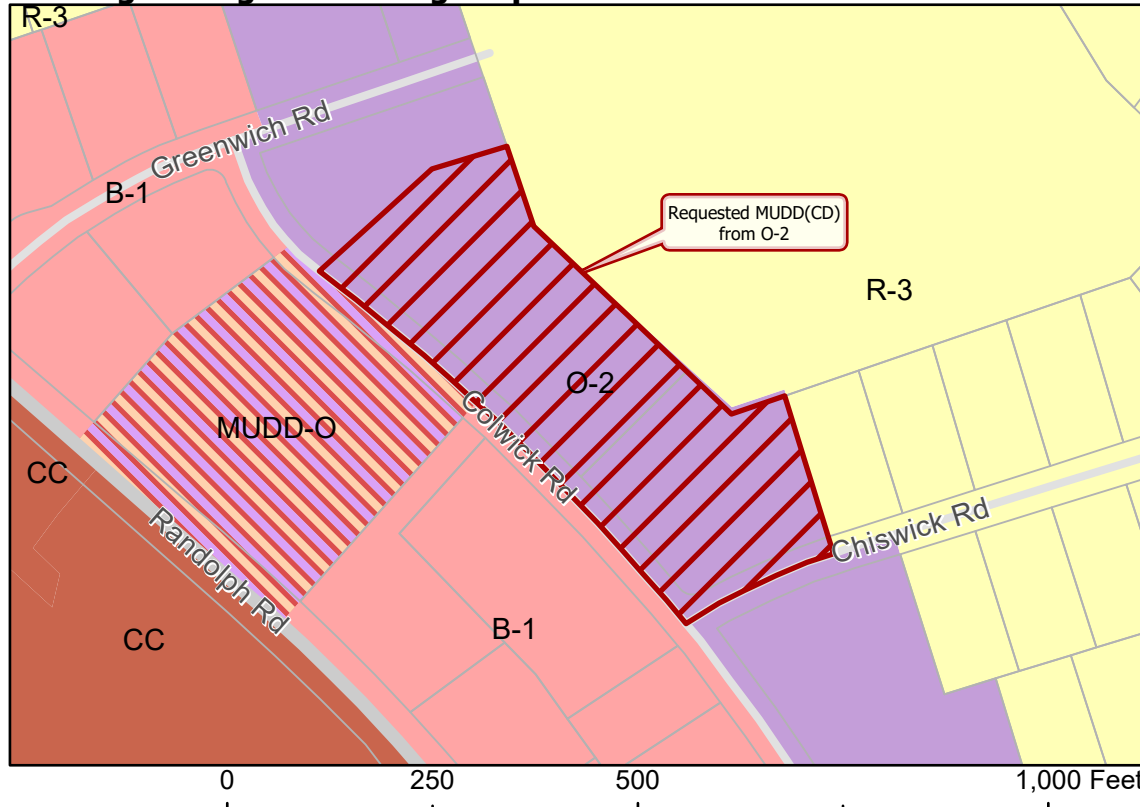 R-3
Greenwich Rd
B-1
Requested MUDD(CD)
from O-2
R-3
O-2
Colwick Rd
MUDD-O
CC
Chiswick Rd
Randolph Rd
B-1
CC
0 250 500 1,000 Feet